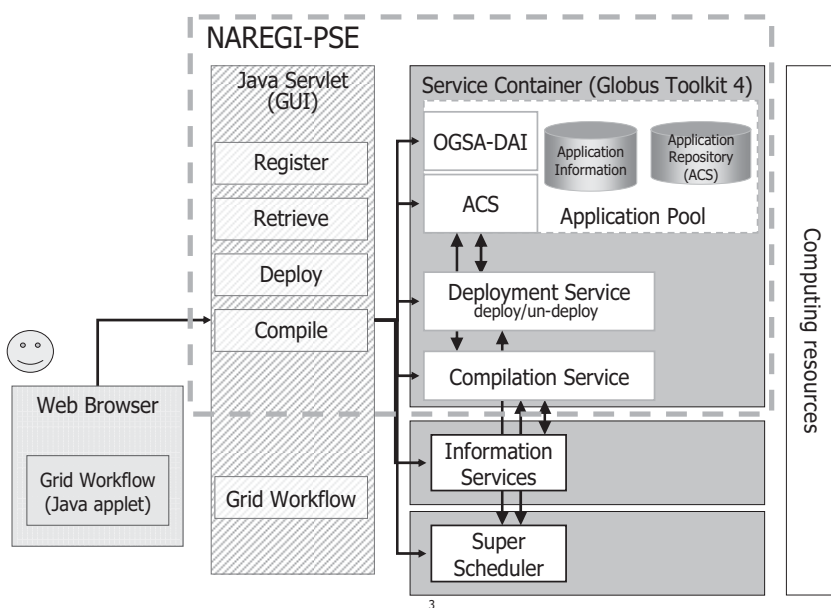 NAREGI-PSE
Java Servlet
(GUI)
Register
Retrieve
Deploy
Compile
Grid Workflow
Service Container (Globus Toolkit 4)
OGSA-DAI
Application
Information
Application
Repository
(ACS)
ACS
Application Pool
Deployment Service
deploy/un-deploy
Compilation Service
Information
Services
Super
Scheduler
Computing resources
Web Browser
Grid Workflow
(Java applet)
3